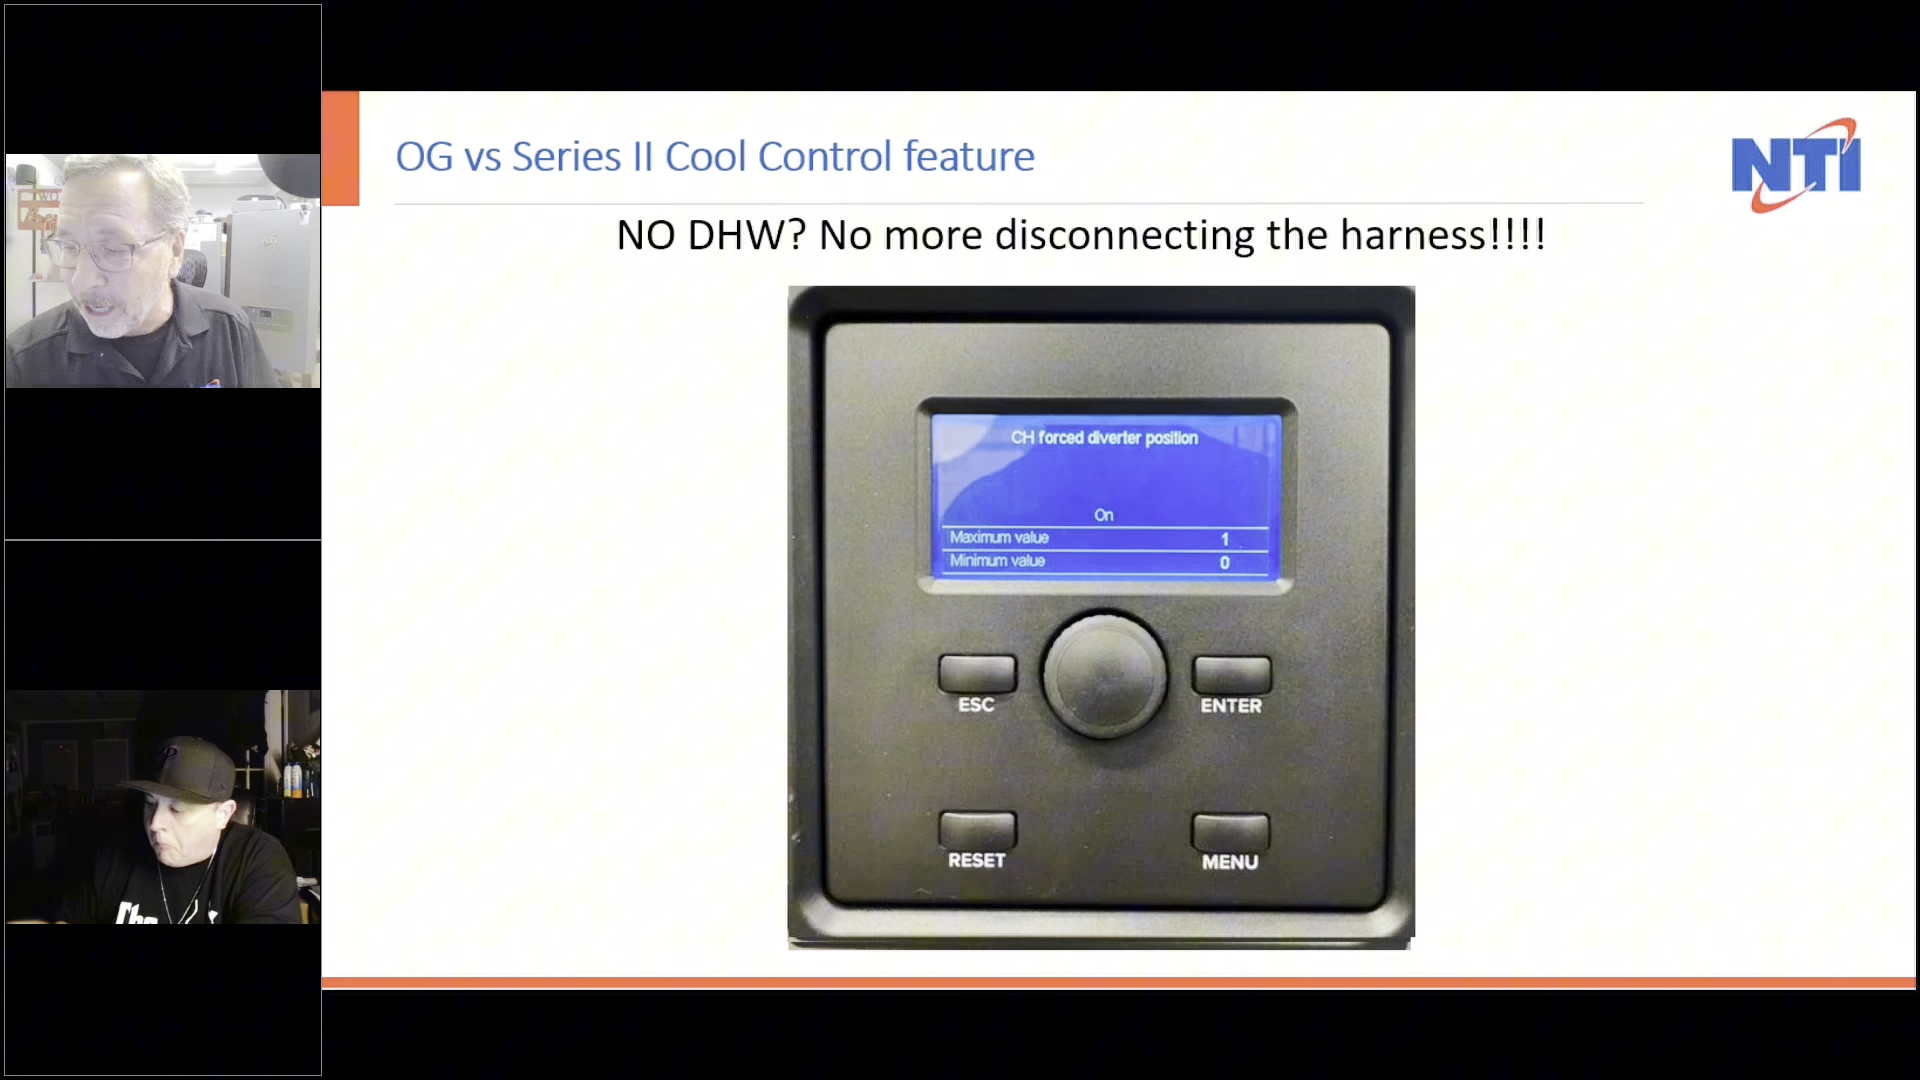 OG vs Series II Cool Control feature
NTI
NO DHW? No more disconnecting the harness!!!!
CH forced diverter position
On
Maximum value 1
Minimum value 0
ESC
ENTER
RESET
MENU